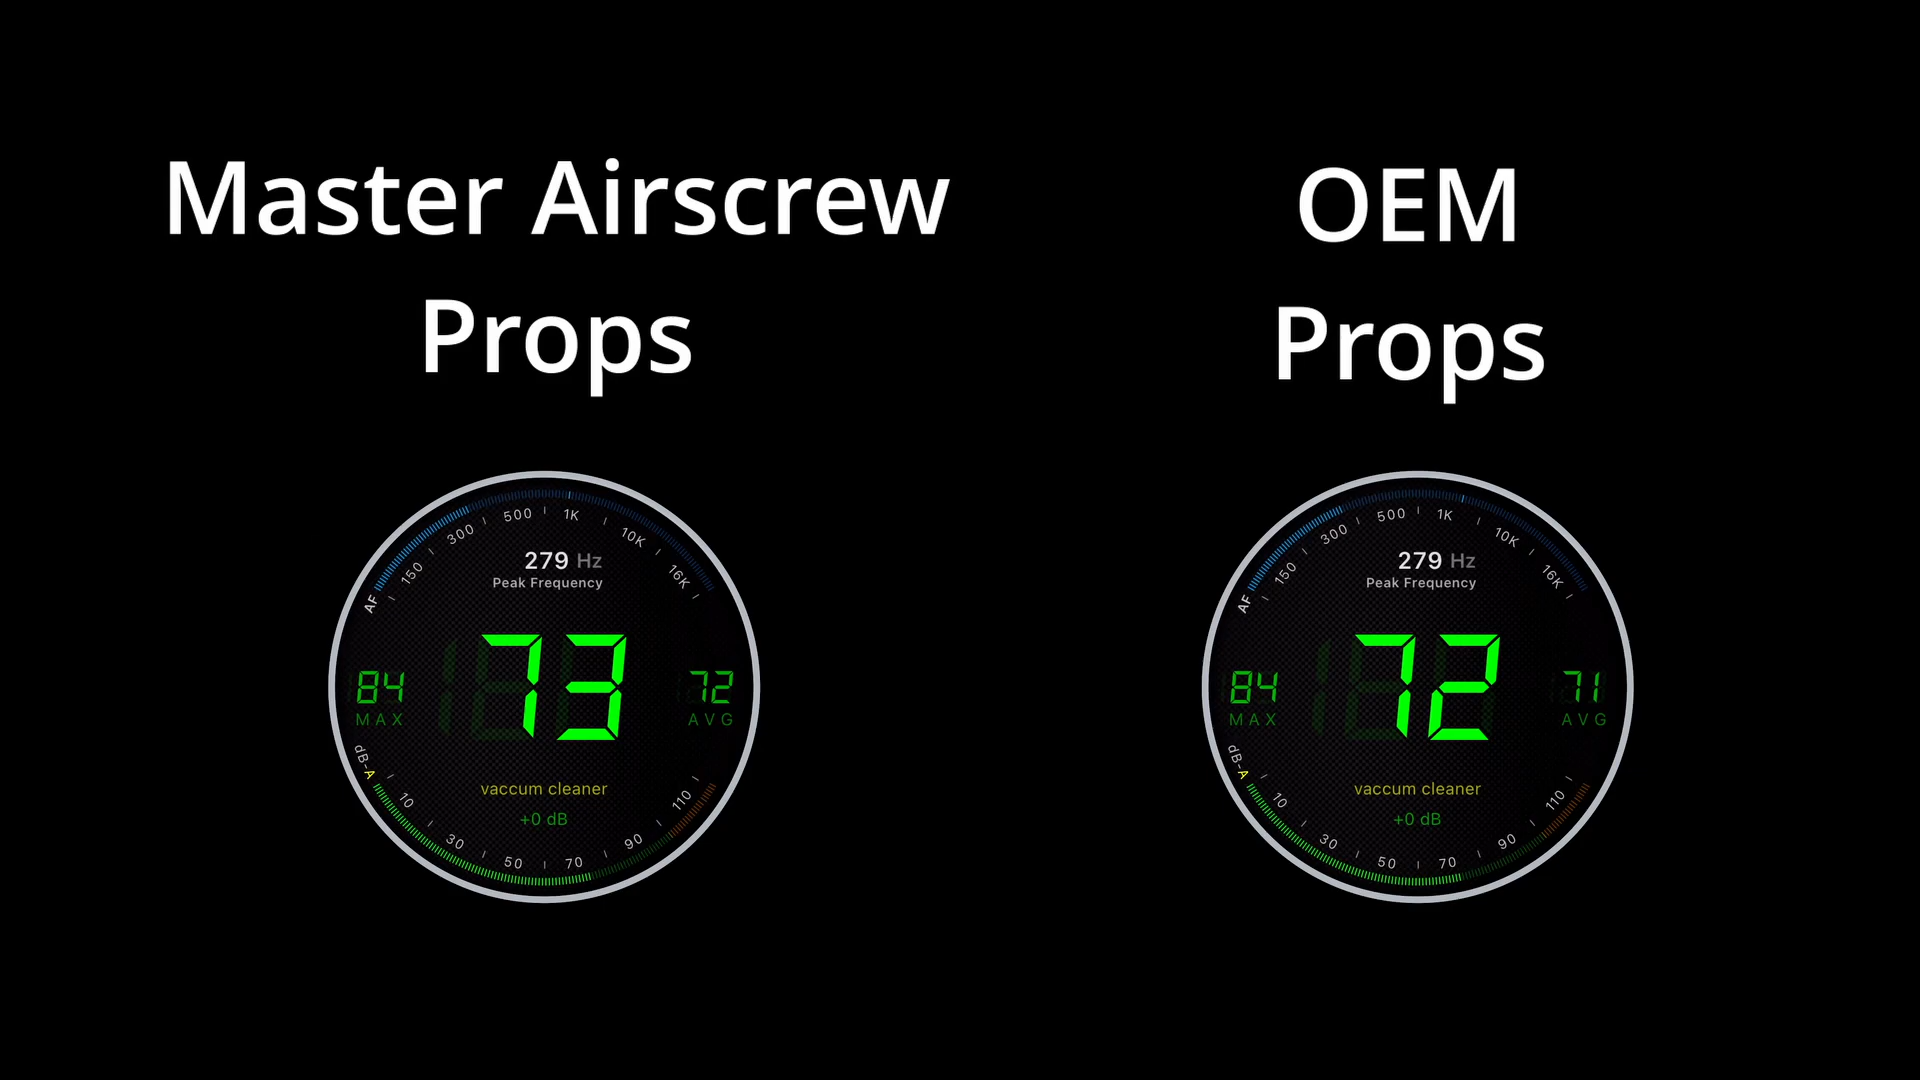 Master Airscrew
Props
OEM
Props
AF 150 300 500 1K 10K 16K
279 Hz
Peak Frequency
84
MAX
73
72
AVG
vaccum cleaner
+0 dB
dB-A 10 30 50 70 90 110
AF 150 300 500 1K 10K 16K
279 Hz
Peak Frequency
84
MAX
72
71
AVG
vaccum cleaner
+0 dB
dB-A 10 30 50 70 90 110